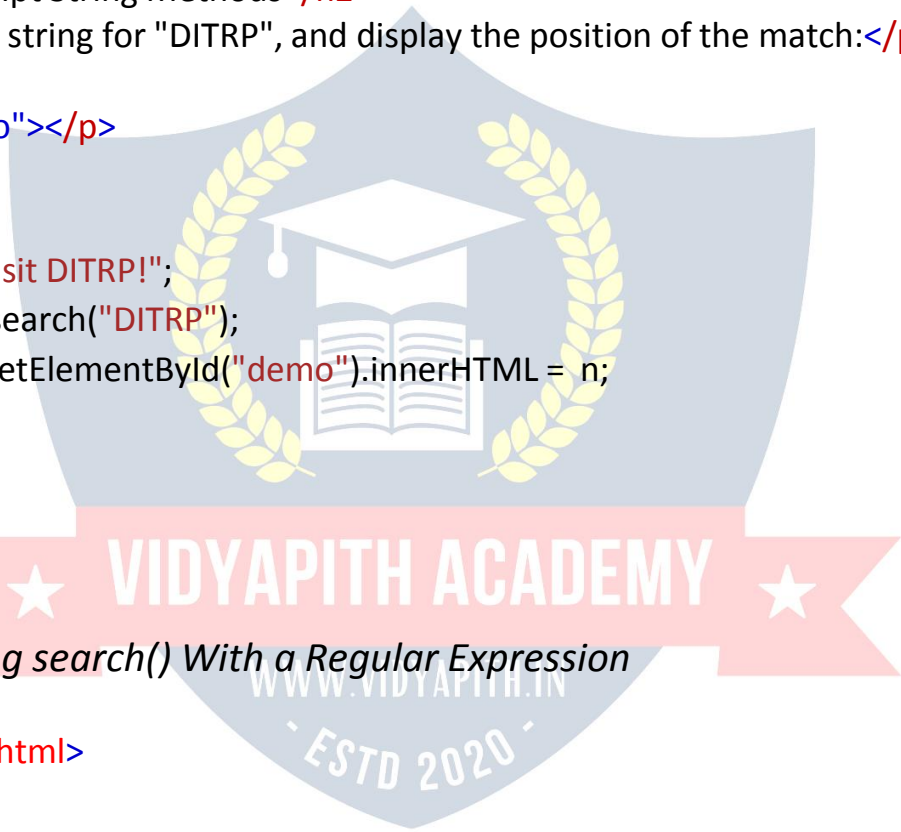 string for "DITRP", and display the position of the match:</
"></p>
sit DITRP!";
search("DITRP");
etElementById("demo").innerHTML = n;
VIDYAPITH ACADEMY
g search() With a Regular Expression
WWW.VIDYAPITH.IN
html>
- ESTD 2020 -